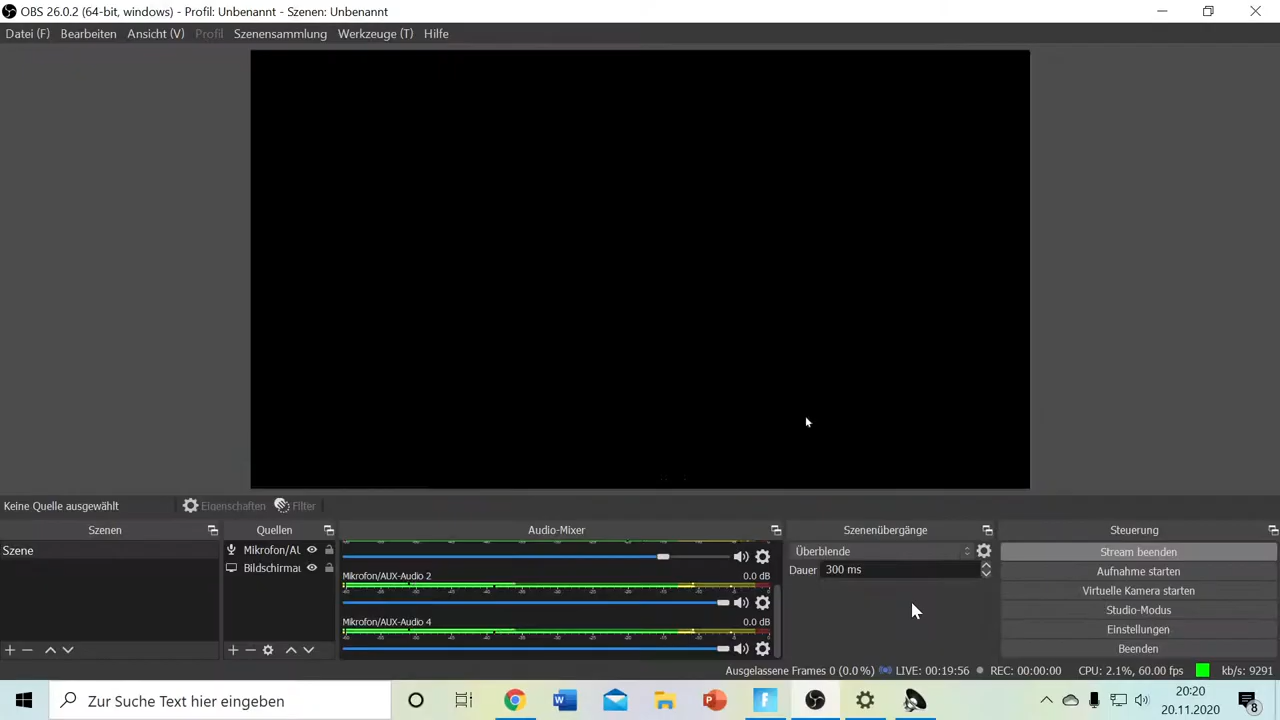 OBS 26.0.2 (64-bit, windows) - Profil: Unbenannt - Szenen: Unbenannt
Datei (F) Bearbeiten Ansicht (V) Profil Szenensammlung Werkzeuge (T) Hilfe
Keine Quelle ausgewählt Eigenschaften Filter
Szenen Quellen Audio-Mixer Szenenübergänge Steuerung
Szene
Mikrofon/AU
Bildschirmau
Mikrofon/AUX-Audio 2 0.0 dB
Mikrofon/AUX-Audio 4 0.0 dB
Überblende
Dauer 300 ms
Stream beenden
Aufnahme starten
Virtuelle Kamera starten
Studio-Modus
Einstellungen
Beenden
Ausgelassene Frames 0 (0.0 %) LIVE: 00:19:56 REC: 00:00:00 CPU: 2.1%, 60.00 fps kb/s: 9291
Zur Suche Text hier eingeben
20:20
20.11.2020
8